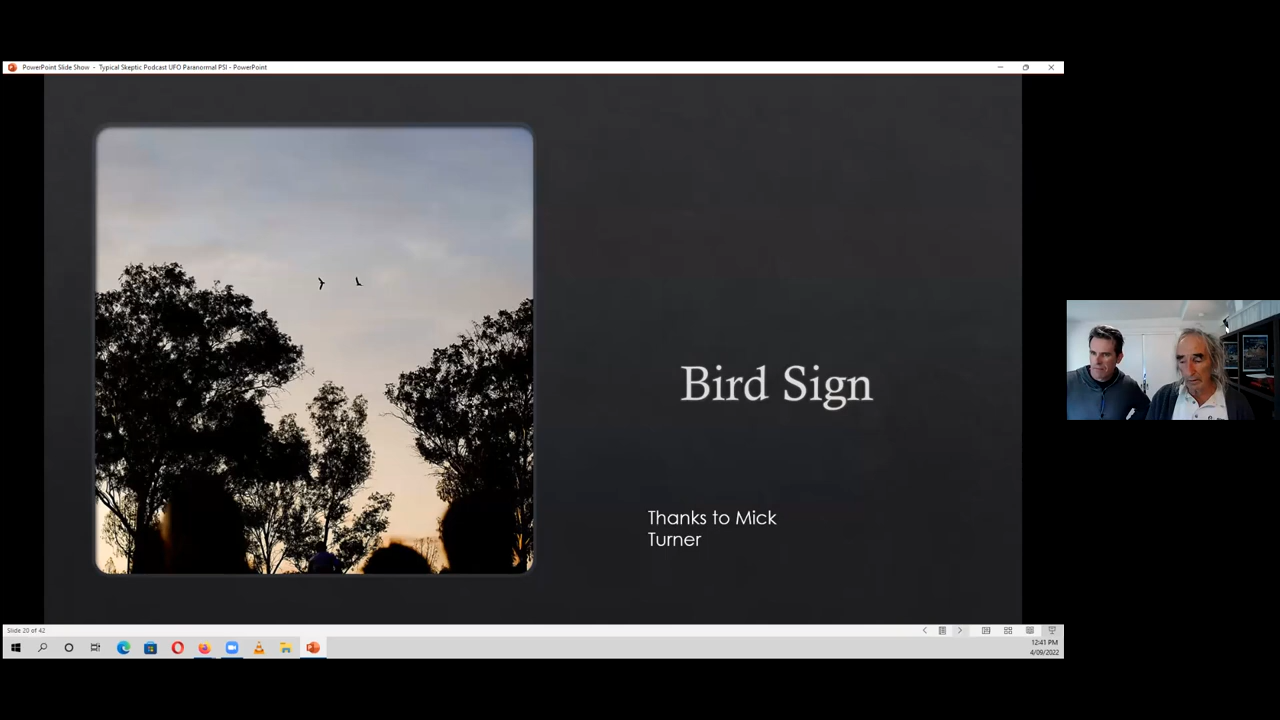 PowerPoint Slide Show - Typical Skeptic Podcast UFO Paranormal PSI - PowerPoint
Bird Sign
Thanks to Mick
Turner
Slide 20 of 42
12:41 PM
4/09/2022